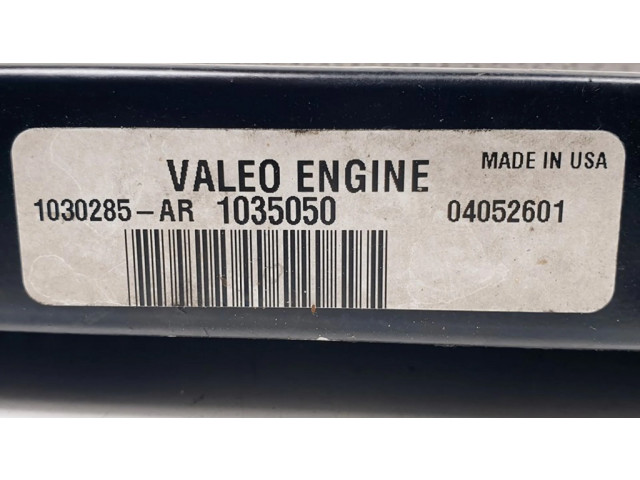 VALEO ENGINE MADE IN USA
1030285-AR 1035050 04052601